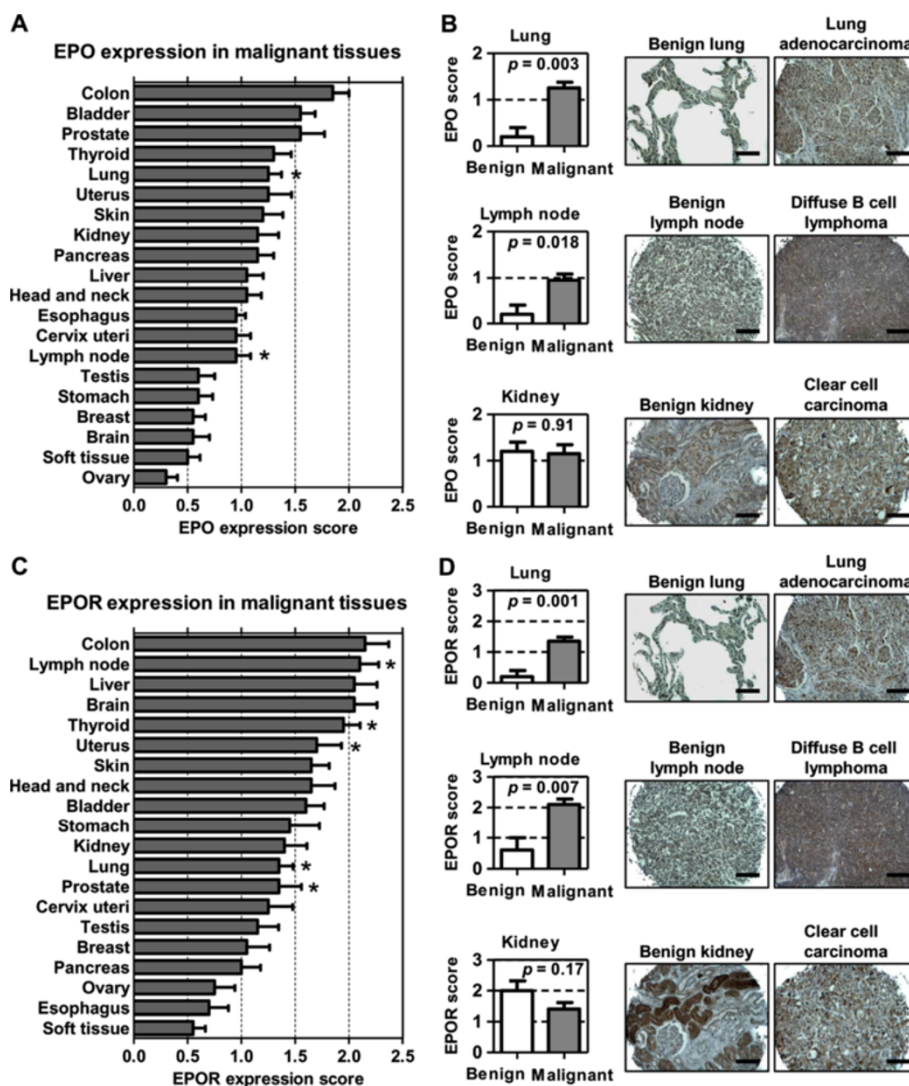 A
EPO expression in malignant tissues
Colon
Bladder
Prostate
Thyroid
Lung *
Uterus
Skin
Kidney
Pancreas
Liver
Head and neck
Esophagus
Cervix uteri
Lymph node *
Testis
Stomach
Breast
Brain
Soft tissue
Ovary
0.0 0.5 1.0 1.5 2.0 2.5
EPO expression score
B
Lung
EPO score
2
1
0
p = 0.003
Benign Malignant
Benign lung
Lung
adenocarcinoma
Lymph node
EPO score
2
1
0
p = 0.018
Benign Malignant
Benign
lymph node
Diffuse B cell
lymphoma
Kidney
EPO score
2
1
0
p = 0.91
Benign Malignant
Benign kidney
Clear cell
carcinoma
C
EPOR expression in malignant tissues
Colon
Lymph node *
Liver
Brain
Thyroid *
Uterus *
Skin
Head and neck
Bladder
Stomach
Kidney
Lung *
Prostate *
Cervix uteri
Testis
Breast
Pancreas
Ovary
Esophagus
Soft tissue
0.0 0.5 1.0 1.5 2.0 2.5
EPOR expression score
D
Lung
EPOR score
3
2
1
0
p = 0.001
Benign Malignant
Benign lung
Lung
adenocarcinoma
Lymph node
EPOR score
3
2
1
0
p = 0.007
Benign Malignant
Benign
lymph node
Diffuse B cell
lymphoma
Kidney
EPOR score
3
2
1
0
p = 0.17
Benign Malignant
Benign kidney
Clear cell
carcinoma